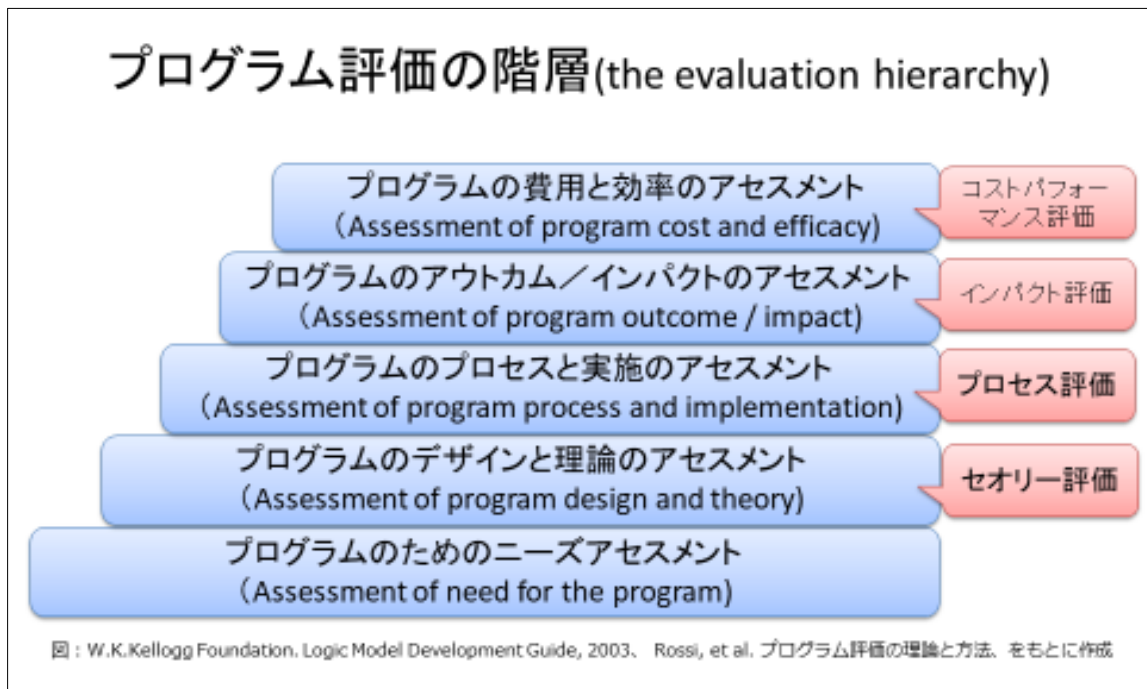 プログラム評価の階層(the evaluation hierarchy)
プログラムの費用と効率のアセスメント
（Assessment of program cost and efficacy)
コストパフォー
マンス評価
プログラムのアウトカム／インパクトのアセスメント
（Assessment of program outcome / impact)
インパクト評価
プログラムのプロセスと実施のアセスメント
（Assessment of program process and implementation)
プロセス評価
プログラムのデザインと理論のアセスメント
（Assessment of program design and theory)
セオリー評価
プログラムのためのニーズアセスメント
（Assessment of need for the program)
図：W.K.Kellogg Foundation. Logic Model Development Guide, 2003、 Rossi, et al. プログラム評価の理論と方法、をもとに作成